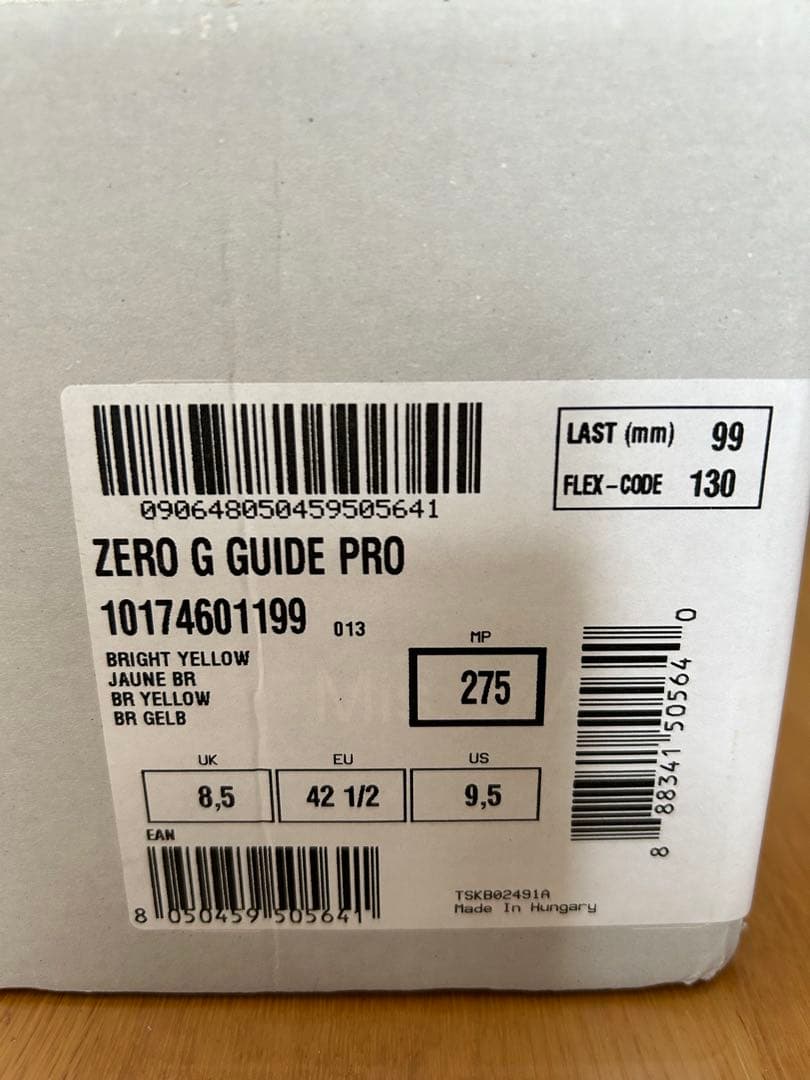 090648050459505641
LAST (mm) 99
FLEX-CODE 130
ZERO G GUIDE PRO
10174601199 013
BRIGHT YELLOW
JAUNE BR
BR YELLOW
BR GELB
MP
275
UK EU US
8,5 42 1/2 9,5
EAN
8 050459 505641
TSKB02491A
Made In Hungary
8 88341 50564 0